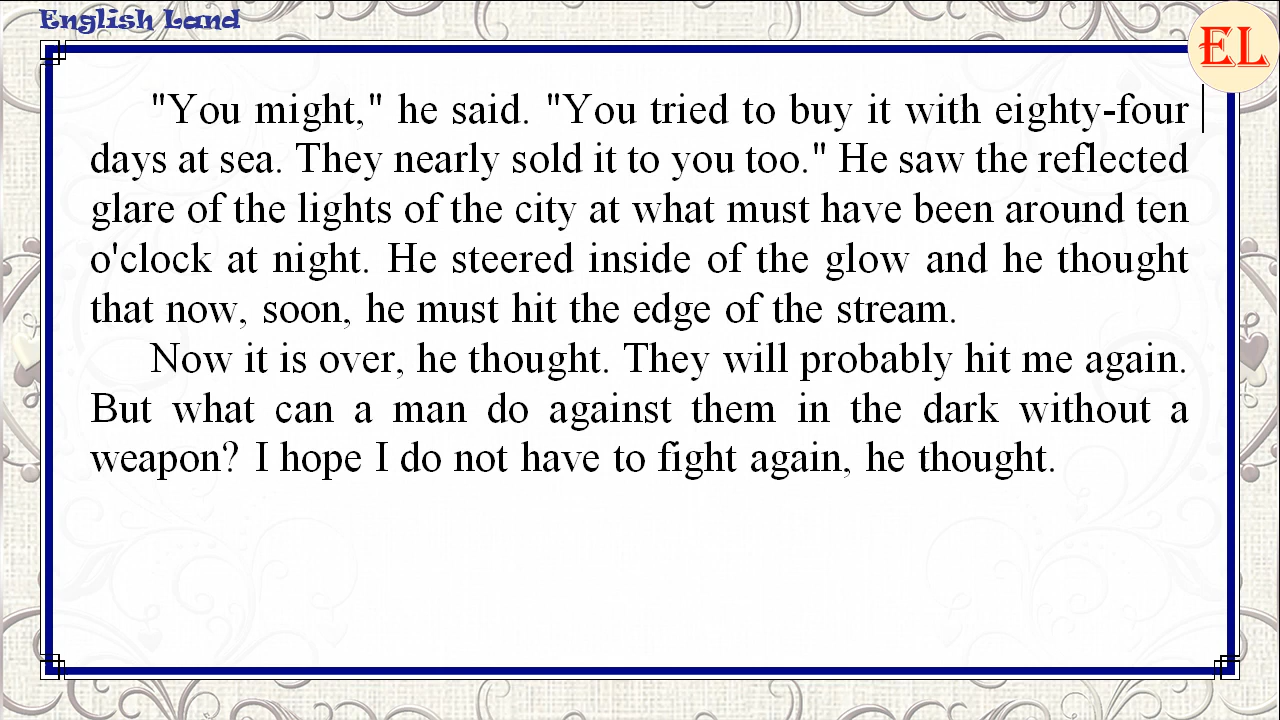 English Land
EL
"You might," he said. "You tried to buy it with eighty-four
days at sea. They nearly sold it to you too." He saw the reflected
glare of the lights of the city at what must have been around ten
o'clock at night. He steered inside of the glow and he thought
that now, soon, he must hit the edge of the stream.
Now it is over, he thought. They will probably hit me again.
But what can a man do against them in the dark without a
weapon? I hope I do not have to fight again, he thought.